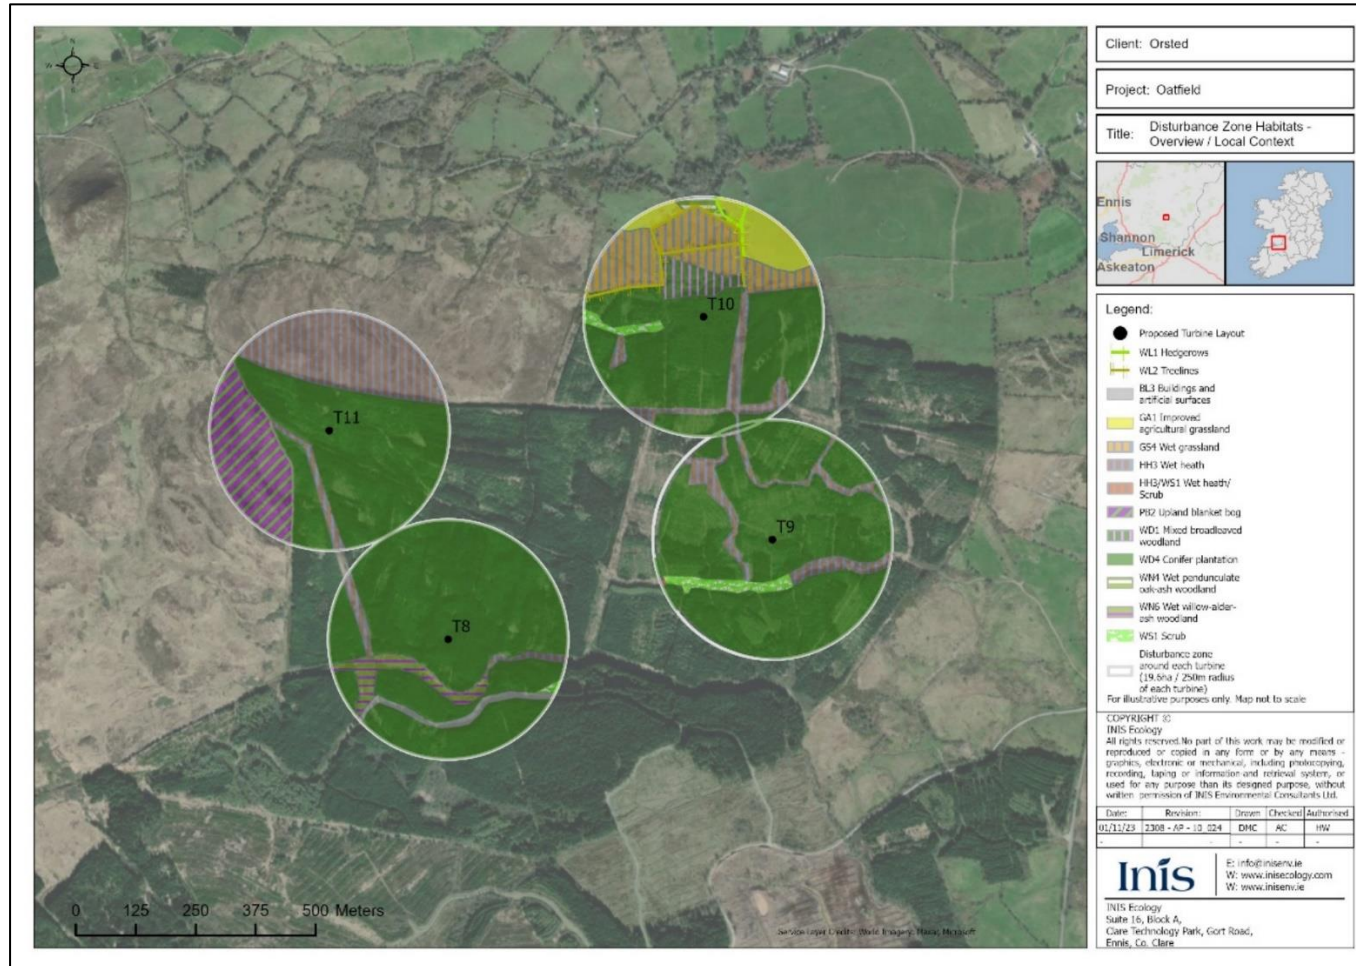 N
W
E
Client: Orsted
Project: Oatfield
Title: Disturbance Zone Habitats -
Overview / Local Context
Ennis
Shannon
Limerick
Askeaton
T10
T11
T9
T8
Legend:
Proposed Turbine Layout
WL1 Hedgerows
WL2 Treelines
BL3 Buildings and
artificial surfaces
GA1 Improved
agricultural grassland
GS4 Wet grassland
HH3 Wet heath
HH3/WS1 Wet heath/
Scrub
PB2 Upland blanket bog
WD1 Mixed broadleaved
woodland
WD4 Conifer plantation
WN4 Wet pendunculate
oak-ash woodland
WN6 Wet willow-alder-
ash woodland
WS1 Scrub
Disturbance zone
around each turbine
(19.6ha / 250m radius
of each turbine)
For illustrative purposes only. Map not to scale
COPYRIGHT ©
INIS Ecology
All rights reserved.No part of this work may be modified or
reproduced or copied in any form or by any means -
graphics, electronic or mechanical, including photocopying,
recording, taping or information and retrieval system, or
used for any purpose than its designed purpose, without
written permission of INIS Environmental Consultants Ltd.
Date: Revision: Drawn Checked Authorised
01/11/23 2308 - AP - 10_024 DMC AC HW
- - - - -
Inis
E: info@inisenv.ie
W: www.inisecology.com
W: www.inisenv.ie
INIS Ecology
Suite 16, Block A,
Clare Technology Park, Gort Road,
Ennis, Co. Clare
0 125 250 375 500 Meters
Service Layer Credits: World Imagery: Maxar, Microsoft